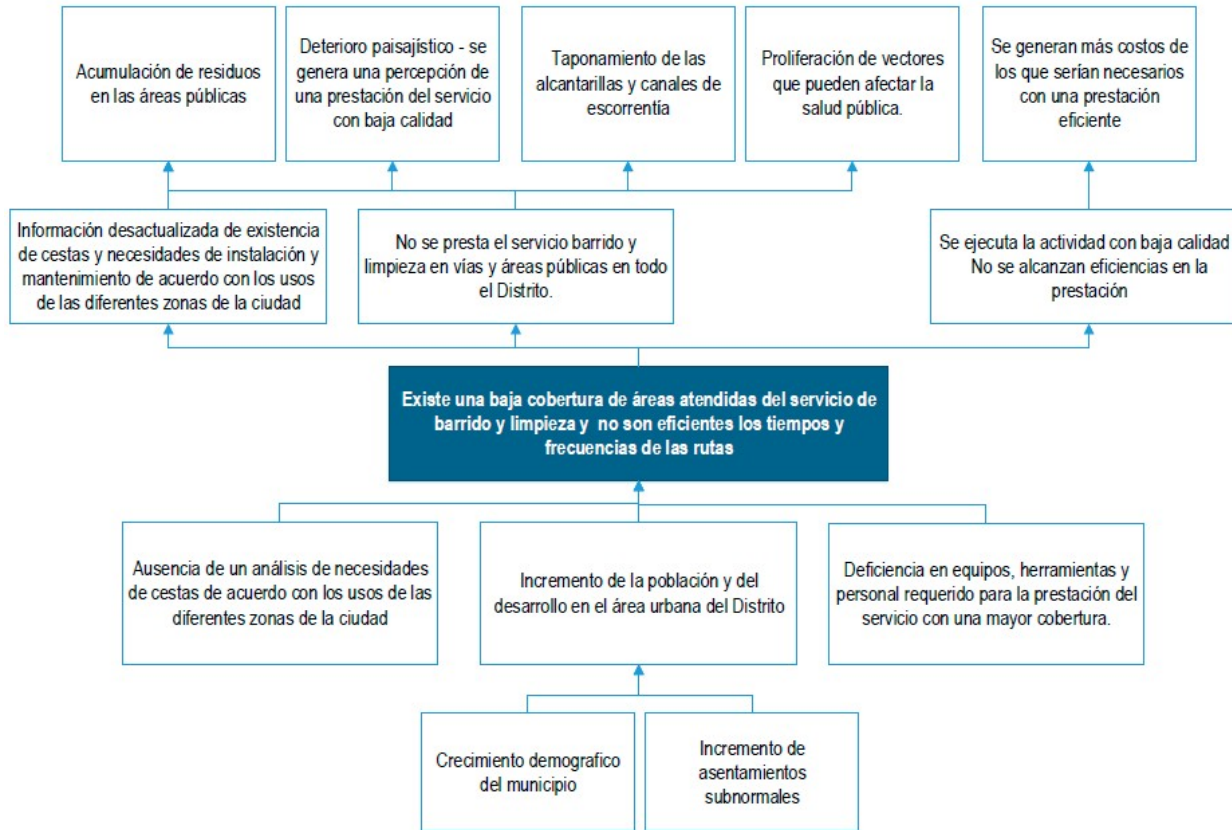 Acumulación de residuos
en las áreas públicas
Deterioro paisajístico - se
genera una percepción de
una prestación del servicio
con baja calidad
Taponamiento de las
alcantarillas y canales de
escorrentía
Proliferación de vectores
que pueden afectar la
salud pública.
Se generan más costos de
los que serían necesarios
con una prestación
eficiente
Información desactualizada de existencia
de cestas y necesidades de instalación y
mantenimiento de acuerdo con los usos
de las diferentes zonas de la ciudad
No se presta el servicio barrido y
limpieza en vías y áreas públicas en todo
el Distrito.
Se ejecuta la actividad con baja calidad
No se alcanzan eficiencias en la
prestación
Existe una baja cobertura de áreas atendidas del servicio de
barrido y limpieza y no son eficientes los tiempos y
frecuencias de las rutas
Ausencia de un análisis de necesidades
de cestas de acuerdo con los usos de las
diferentes zonas de la ciudad
Incremento de la población y del
desarrollo en el área urbana del Distrito
Deficiencia en equipos, herramientas y
personal requerido para la prestación del
servicio con una mayor cobertura.
Crecimiento demografico
del municipio
Incremento de
asentamientos
subnormales